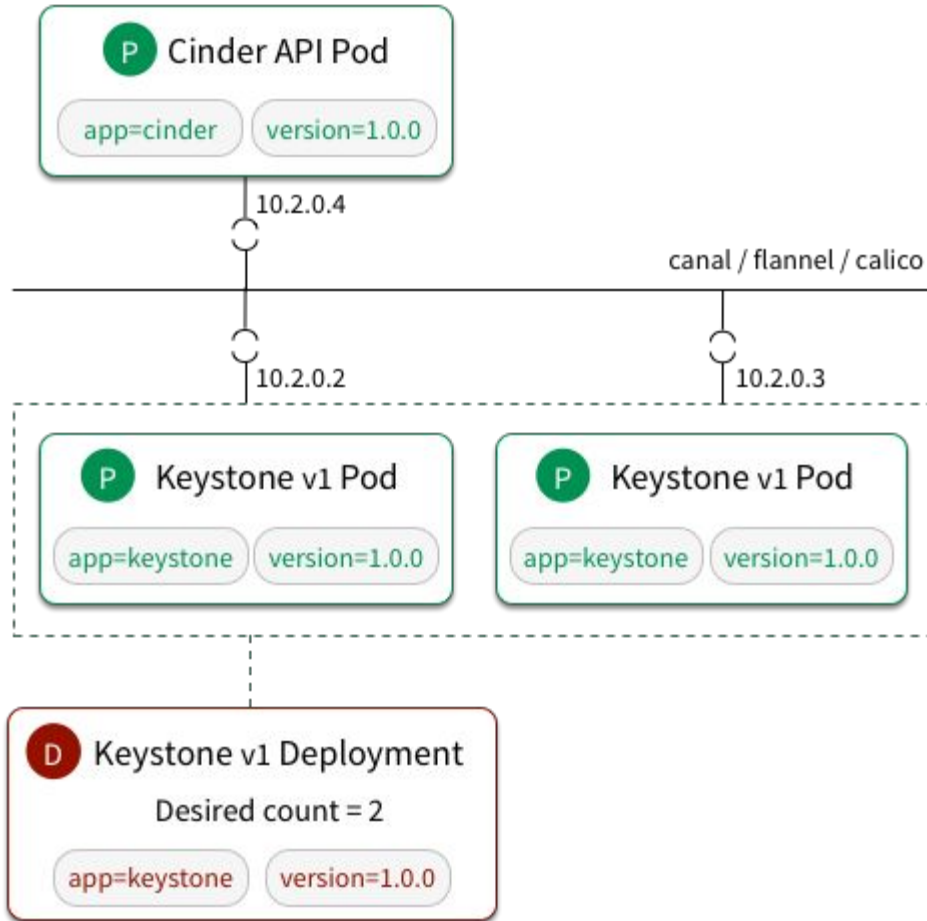 P Cinder API Pod
app=cinder version=1.0.0
10.2.0.4
canal / flannel / calico
10.2.0.2 10.2.0.3
P Keystone v1 Pod P Keystone v1 Pod
app=keystone version=1.0.0 app=keystone version=1.0.0
D Keystone v1 Deployment
Desired count = 2
app=keystone version=1.0.0